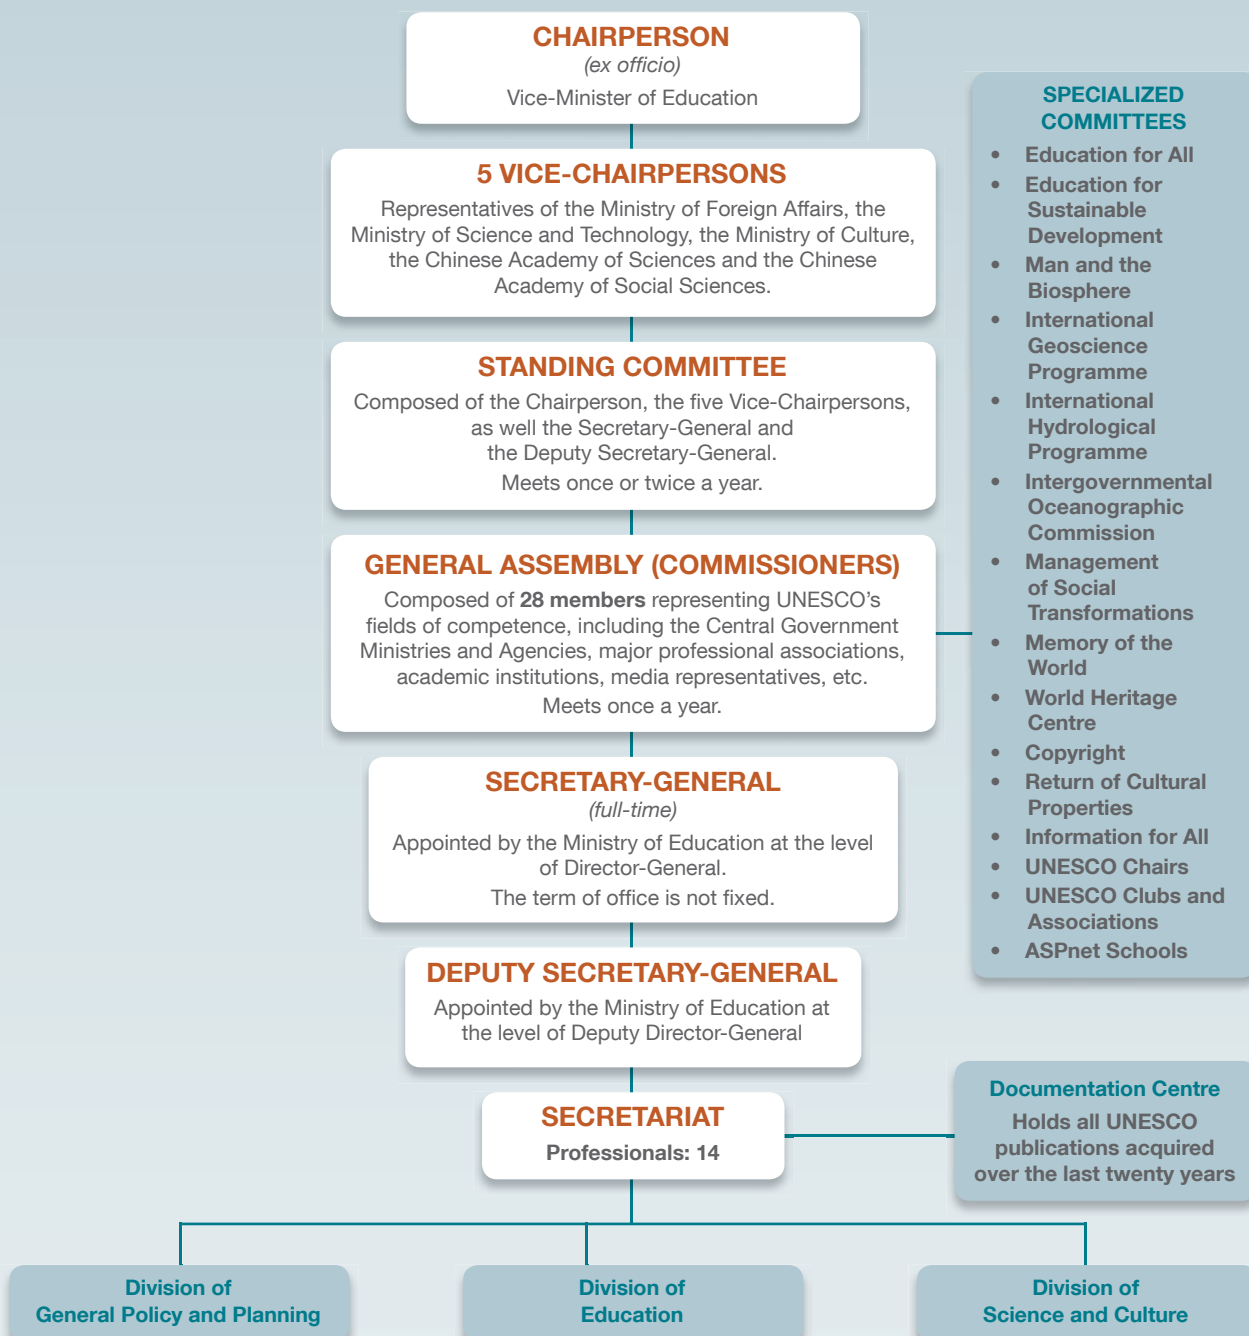 CHAIRPERSON
(ex officio)
Vice-Minister of Education
5 VICE-CHAIRPERSONS
Representatives of the Ministry of Foreign Affairs, the
Ministry of Science and Technology, the Ministry of Culture,
the Chinese Academy of Sciences and the Chinese
Academy of Social Sciences.
STANDING COMMITTEE
Composed of the Chairperson, the five Vice-Chairpersons,
as well the Secretary-General and
the Deputy Secretary-General.
Meets once or twice a year.
GENERAL ASSEMBLY (COMMISSIONERS)
Composed of 28 members representing UNESCO’s
fields of competence, including the Central Government
Ministries and Agencies, major professional associations,
academic institutions, media representatives, etc.
Meets once a year.
SPECIALIZED
COMMITTEES
• Education for All
• Education for
Sustainable
Development
• Man and the
Biosphere
• International
Geoscience
Programme
• International
Hydrological
Programme
• Intergovernmental
Oceanographic
Commission
• Management
of Social
Transformations
• Memory of the
World
• World Heritage
Centre
• Copyright
• Return of Cultural
Properties
• Information for All
• UNESCO Chairs
• UNESCO Clubs and
Associations
• ASPnet Schools
SECRETARY-GENERAL
(full-time)
Appointed by the Ministry of Education at the level
of Director-General.
The term of office is not fixed.
DEPUTY SECRETARY-GENERAL
Appointed by the Ministry of Education at
the level of Deputy Director-General
SECRETARIAT
Professionals: 14
Documentation Centre
Holds all UNESCO
publications acquired
over the last twenty years
Division of
General Policy and Planning
Division of
Education
Division of
Science and Culture